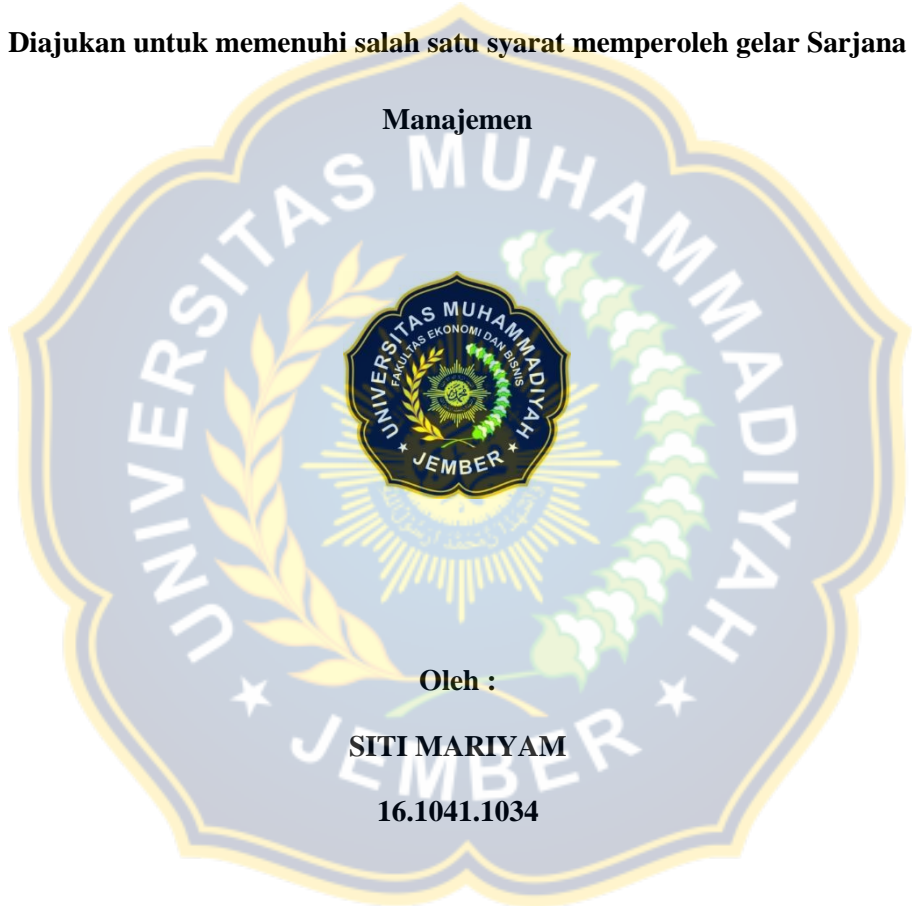 Diajukan untuk memenuhi salah satu syarat memperoleh gelar Sarjana
Manajemen
UNIVERSITAS MUHAMMADIYAH
JEMBER
UNIVERSITAS MUHAMMADIYAH
FAKULTAS EKONOMI DAN BISNIS
JEMBER
Oleh :
SITI MARIYAM
16.1041.1034